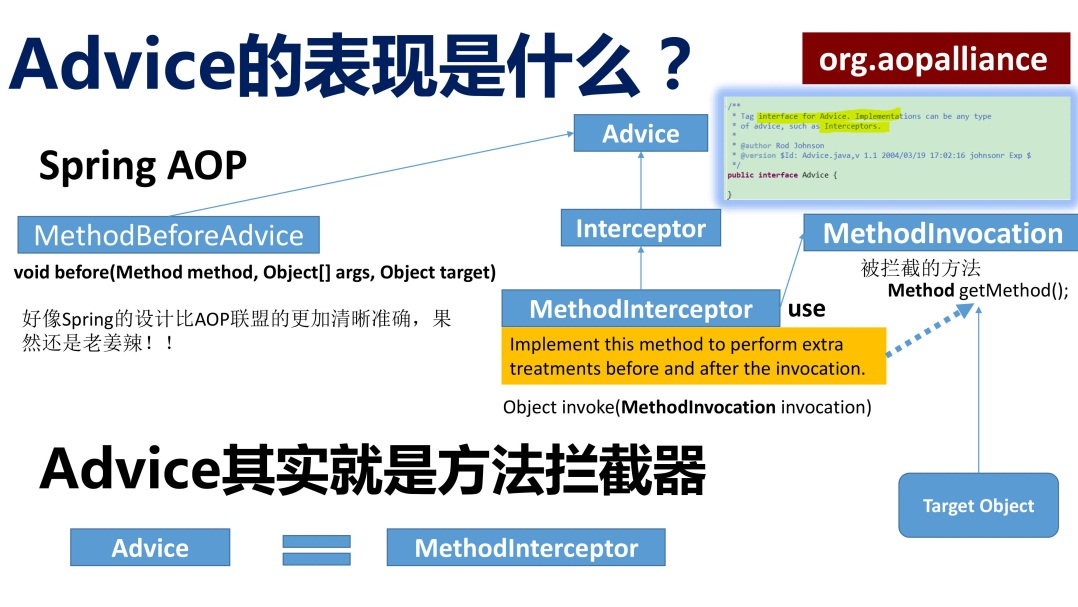 Advice的表现是什么？
org.aopalliance
/**
* Tag interface for Advice. Implementations can be any type
* of advice, such as Interceptors.
*
* @author Rod Johnson
* @version $Id: Advice.java,v 1.1 2004/03/19 17:02:16 johnsonr Exp $
*/
public interface Advice {
}
Advice
Spring AOP
MethodBeforeAdvice
Interceptor
MethodInvocation
void before(Method method, Object[] args, Object target)
被拦截的方法
Method getMethod();
好像Spring的设计比AOP联盟的更加清晰准确，果
然还是老姜辣！！
MethodInterceptor
use
Implement this method to perform extra
treatments before and after the invocation.
Object invoke(MethodInvocation invocation)
Advice其实就是方法拦截器
Target Object
Advice
MethodInterceptor